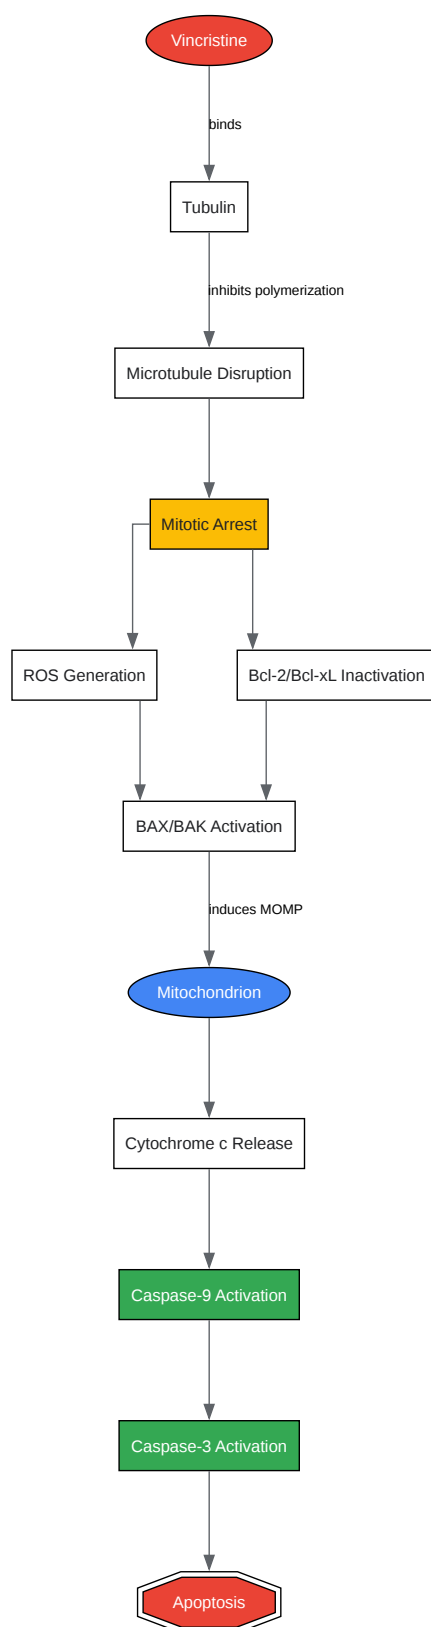 Vincristine
binds
Tubulin
inhibits polymerization
Microtubule Disruption
Mitotic Arrest
ROS Generation
Bcl-2/Bcl-xL Inactivation
BAX/BAK Activation
induces MOMP
Mitochondrion
Cytochrome c Release
Caspase-9 Activation
Caspase-3 Activation
Apoptosis